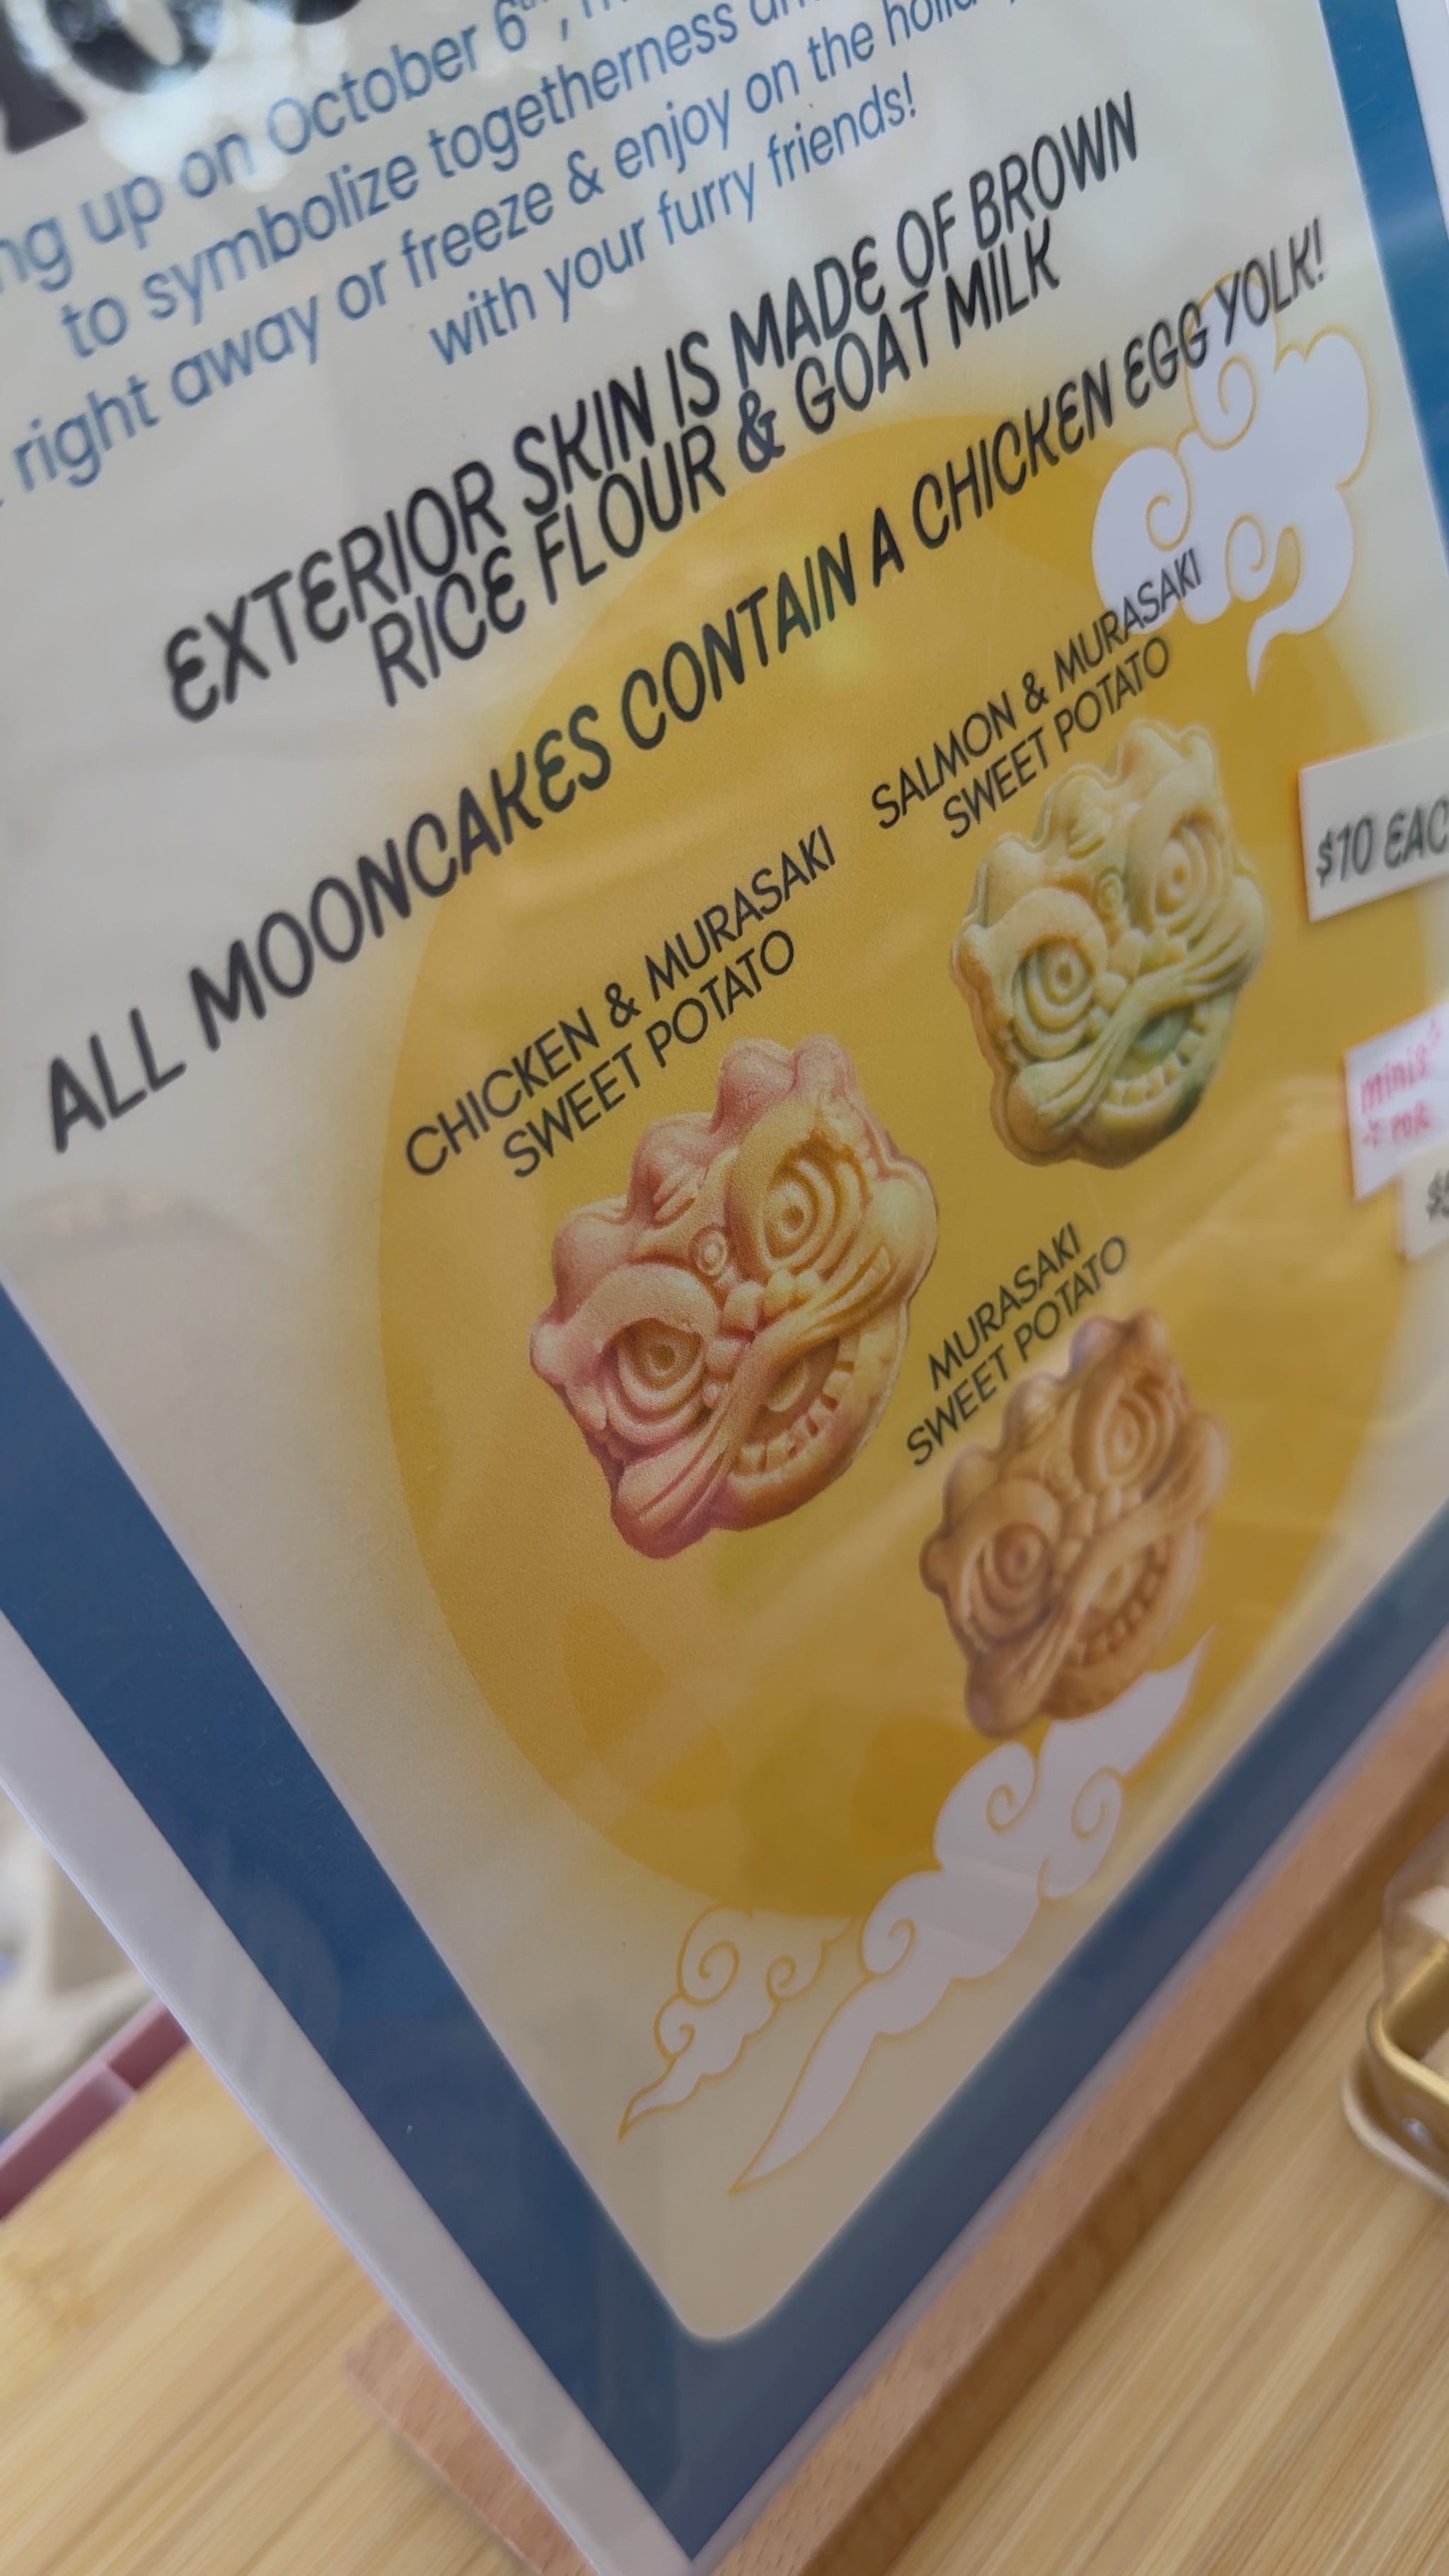 up on October 6th,
to symbolize togetherness
right away or freeze & enjoy on the
with your furry friends!
EXTERIOR SKIN IS MADE OF BROWN
RICE FLOUR & GOAT MILK
ALL MOONCAKES CONTAIN A CHICKEN EGG YOLK!
SALMON & MURASAKI
SWEET POTATO
$10
CHICKEN & MURASAKI
SWEET POTATO
minis
MURASAKI
SWEET POTATO